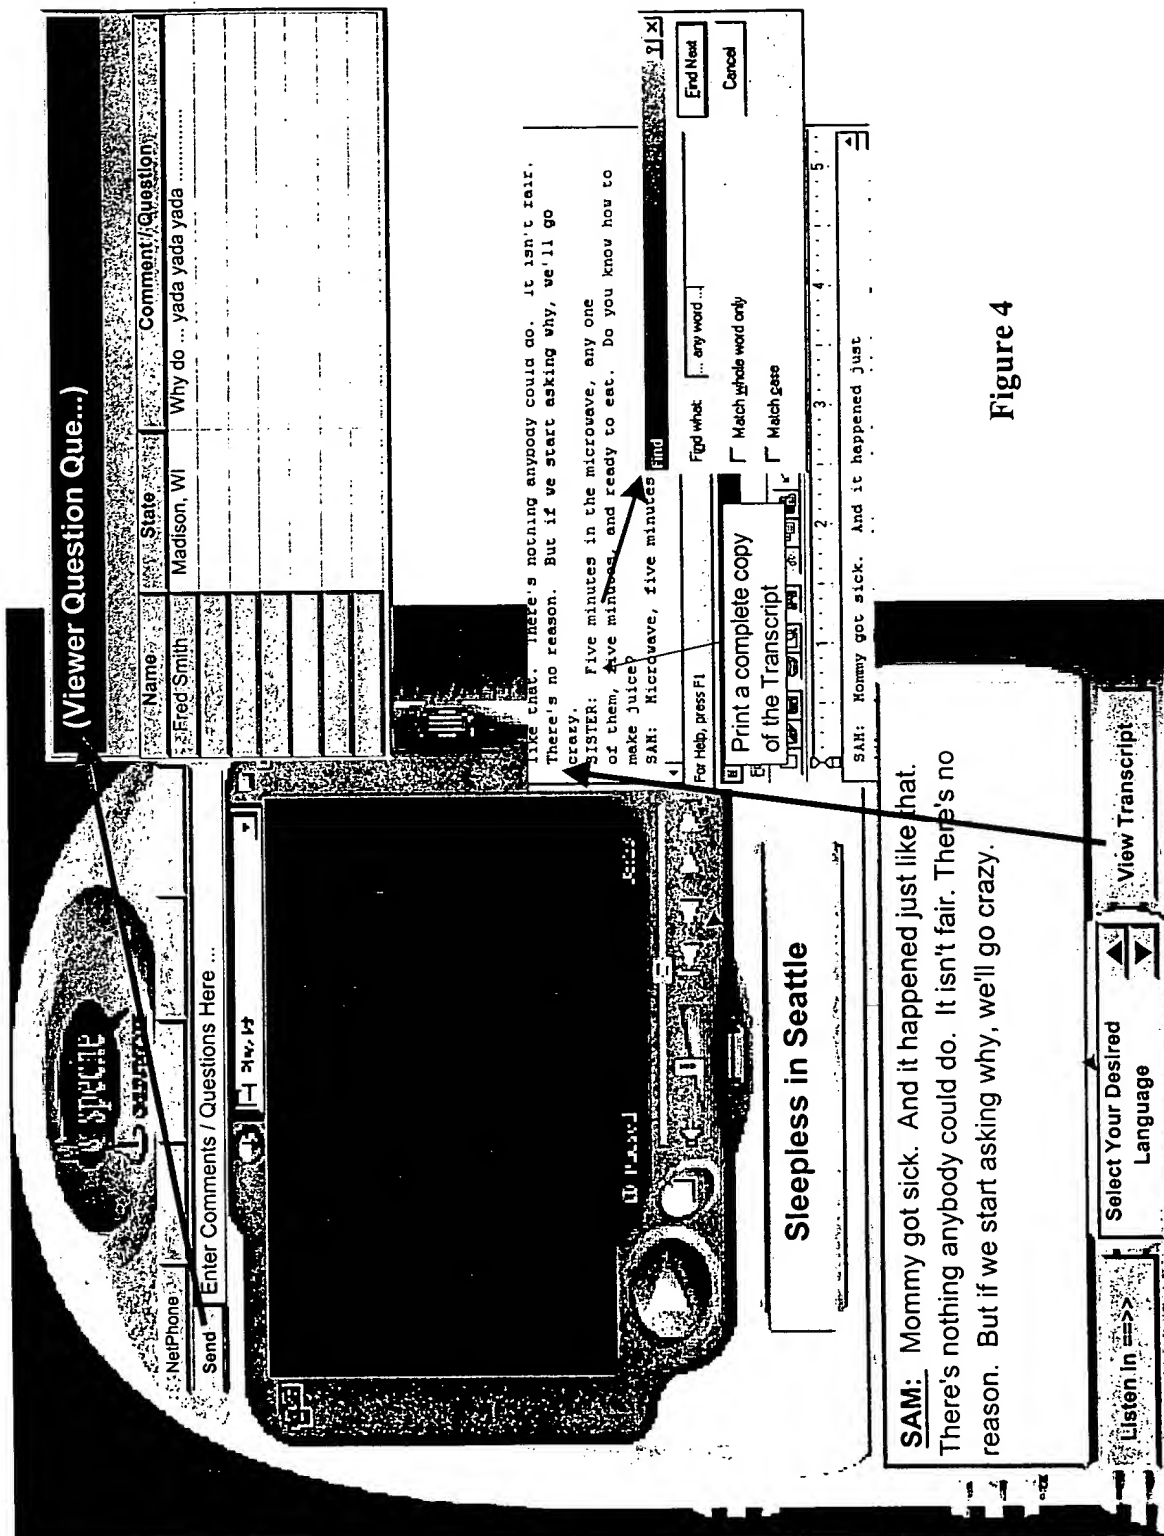 NetPhone
Send
Enter Comments / Questions Here ...
(Viewer Question Que...)
Name
State
Comment / Question
Fred Smith
Madison, WI
Why do ... yada yada yada ................
Sleepless in Seattle
SAM: Mommy got sick. And it happened just like that.
There's nothing anybody could do. It isn't fair. There's no
reason. But if we start asking why, we'll go crazy.
Listen in ==>>
Select Your Desired
Language
View Transcript
like that. There's nothing anybody could do. It isn't fair.
There's no reason. But if we start asking why, we'll go
crazy.
SISTER: Five minutes in the microwave, any one
of them, five minutes, and ready to eat. Do you know how to
make juice?
SAM: Microwave, five minutes
For Help, press F1
Find
? X
Find what:
... any word ...
Find Next
Cancel
Match whole word only
Match case
Print a complete copy
of the Transcript
1 2 3 4 5
SAM: Mommy got sick. And it happened just
Figure 4